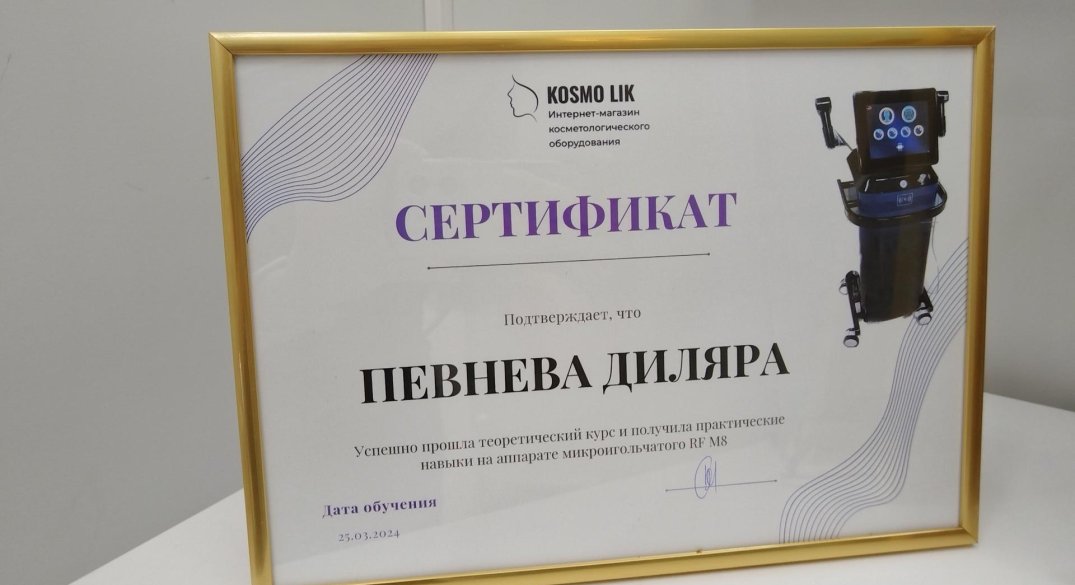 KOSMO LIK
Интернет-магазин
косметологического
оборудования
СЕРТИФИКАТ
Подтверждает, что
ПЕВНЕВА ДИЛЯРА
Успешно прошла теоретический курс и получила практические
навыки на аппарате микроигольчатого RF M8
Дата обучения
25.03.2024